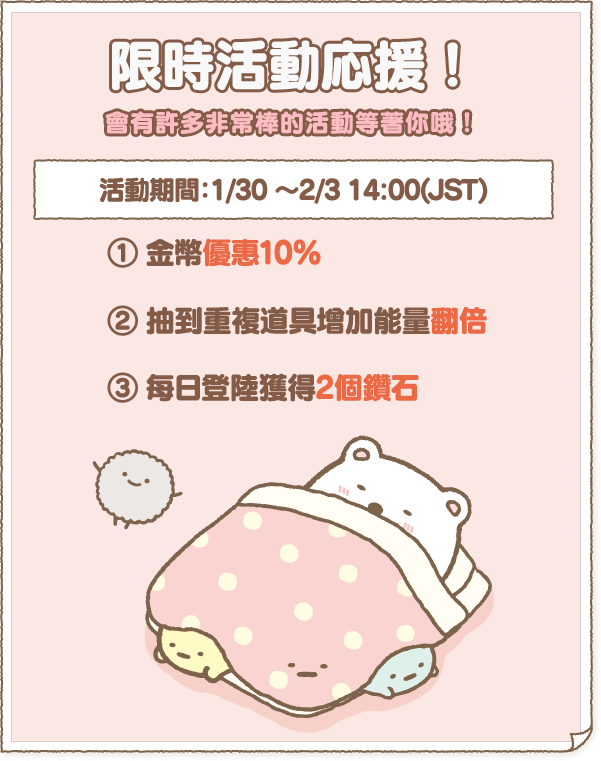 限時活動応援！
會有許多非常棒的活動等著你哦！
活動期間:1/30 ～2/3 14:00(JST)
① 金幣優惠10%
② 抽到重複道具增加能量翻倍
③ 每日登陸獲得2個鑽石